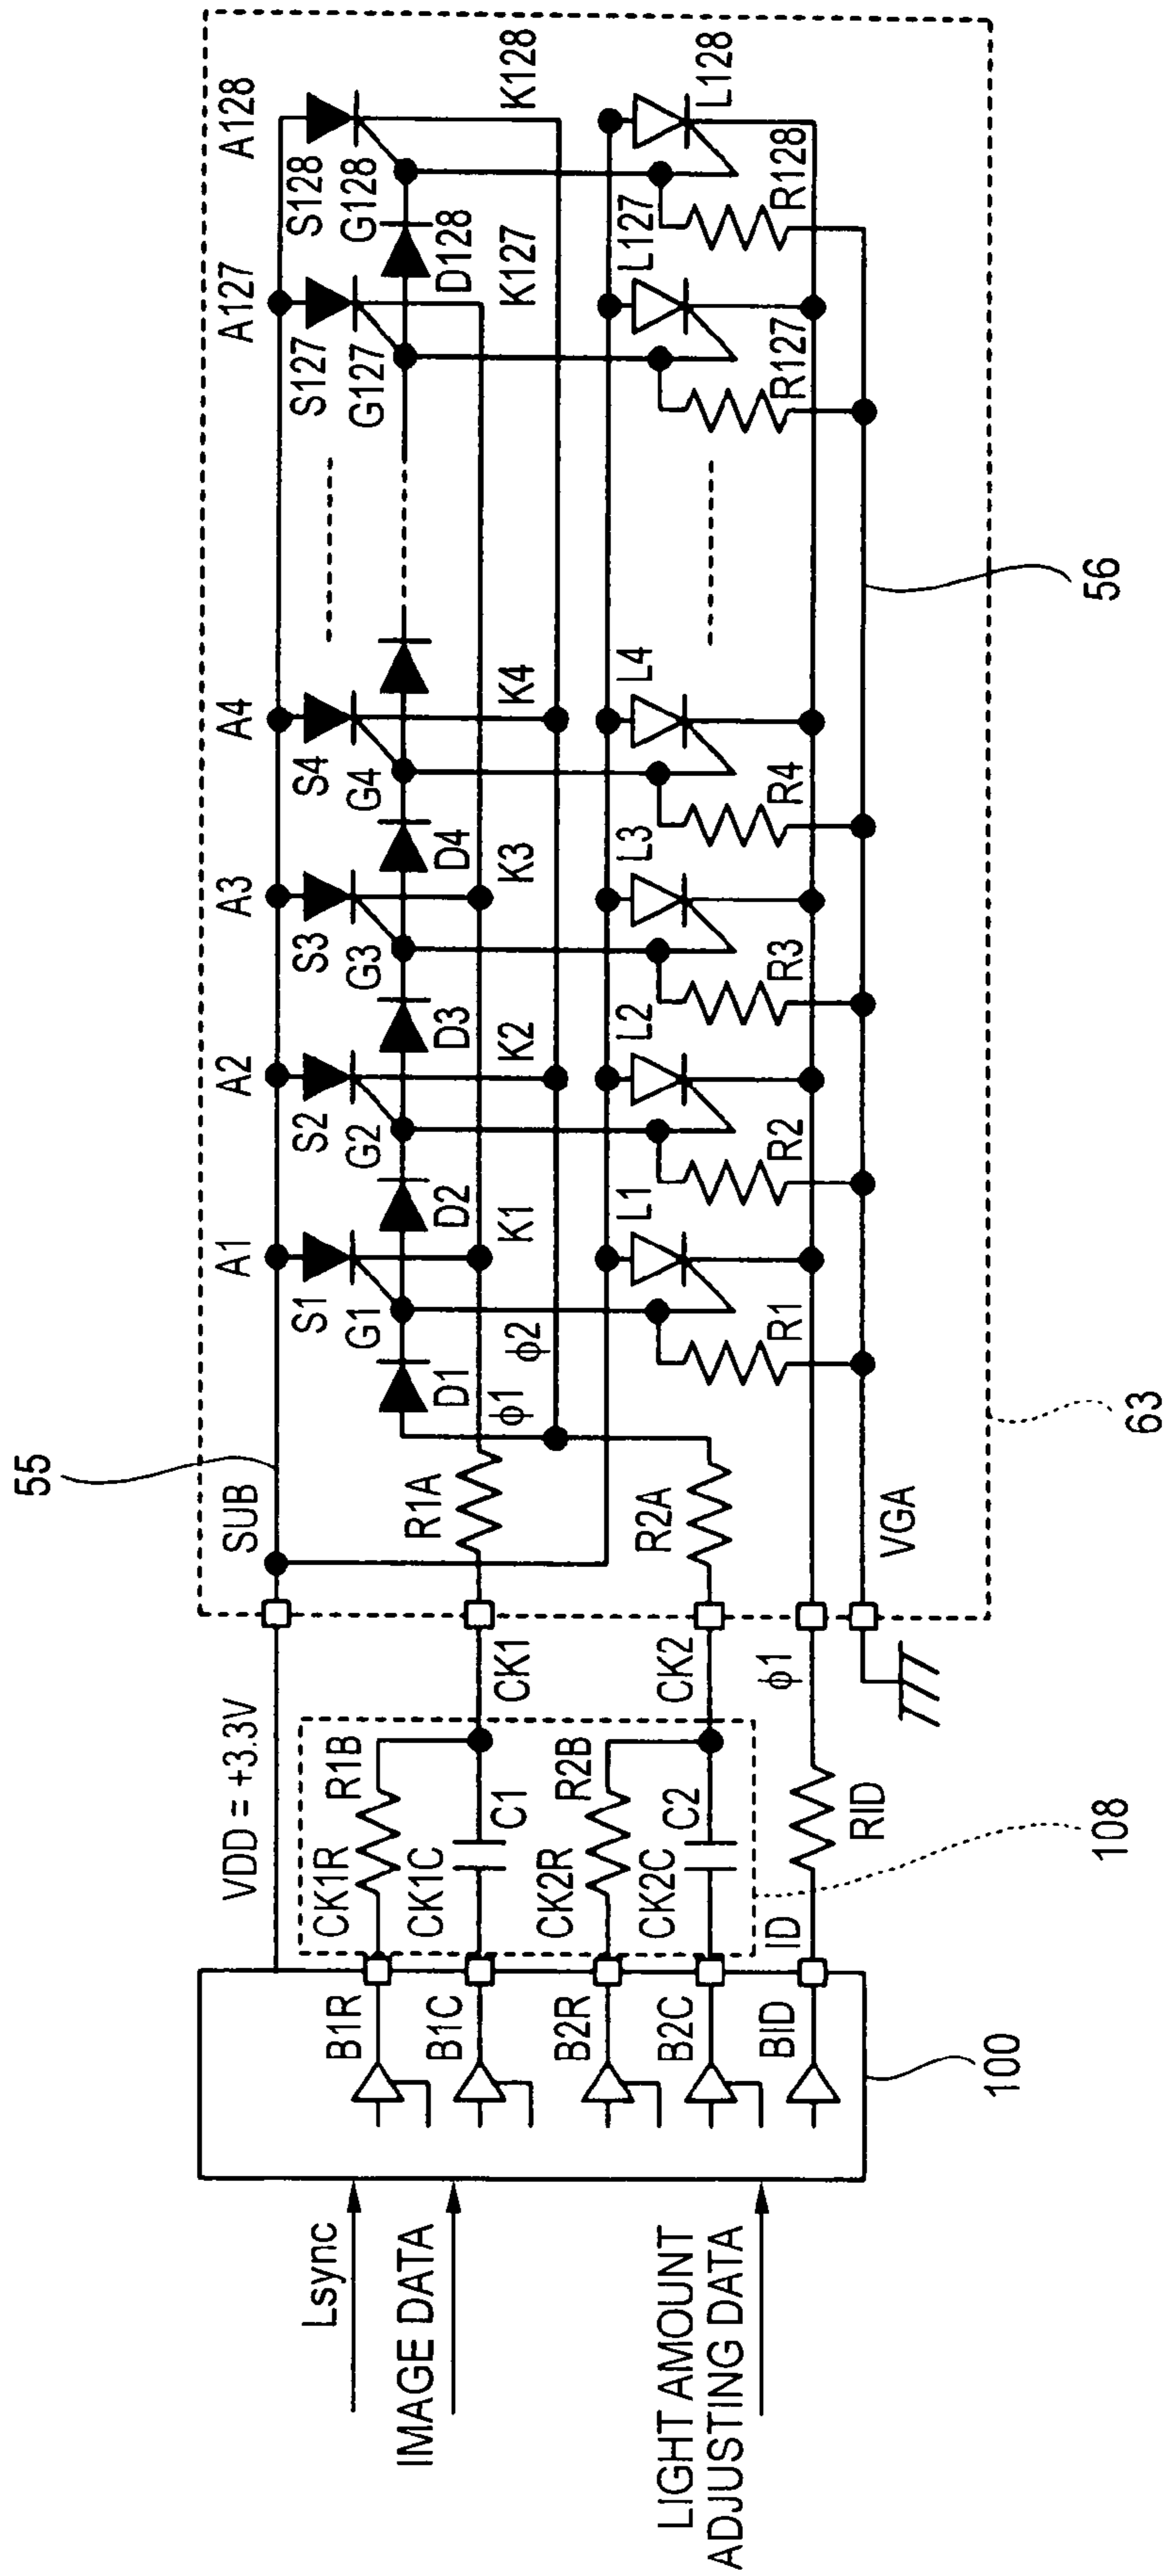 A1
A2
A3
A4
A127
A128
55
SUB
VDD = +3.3V
S1
S2
S3
S4
S127
S128
G1
G2
G3
G4
G127
G128
D1
D2
D3
D4
D128
Lsync
B1R
CK1R
R1B
R1A
ϕ1
ϕ2
K1
K2
K3
K4
K127
K128
IMAGE DATA
B1C
CK1C
C1
CK1
B2R
CK2R
R2B
R2A
L1
L2
L3
L4
L127
L128
LIGHT AMOUNT
ADJUSTING DATA
B2C
CK2C
C2
CK2
R1
R2
R3
R4
R127
R128
BID
ID
RID
ϕ1
VGA
100
108
63
56